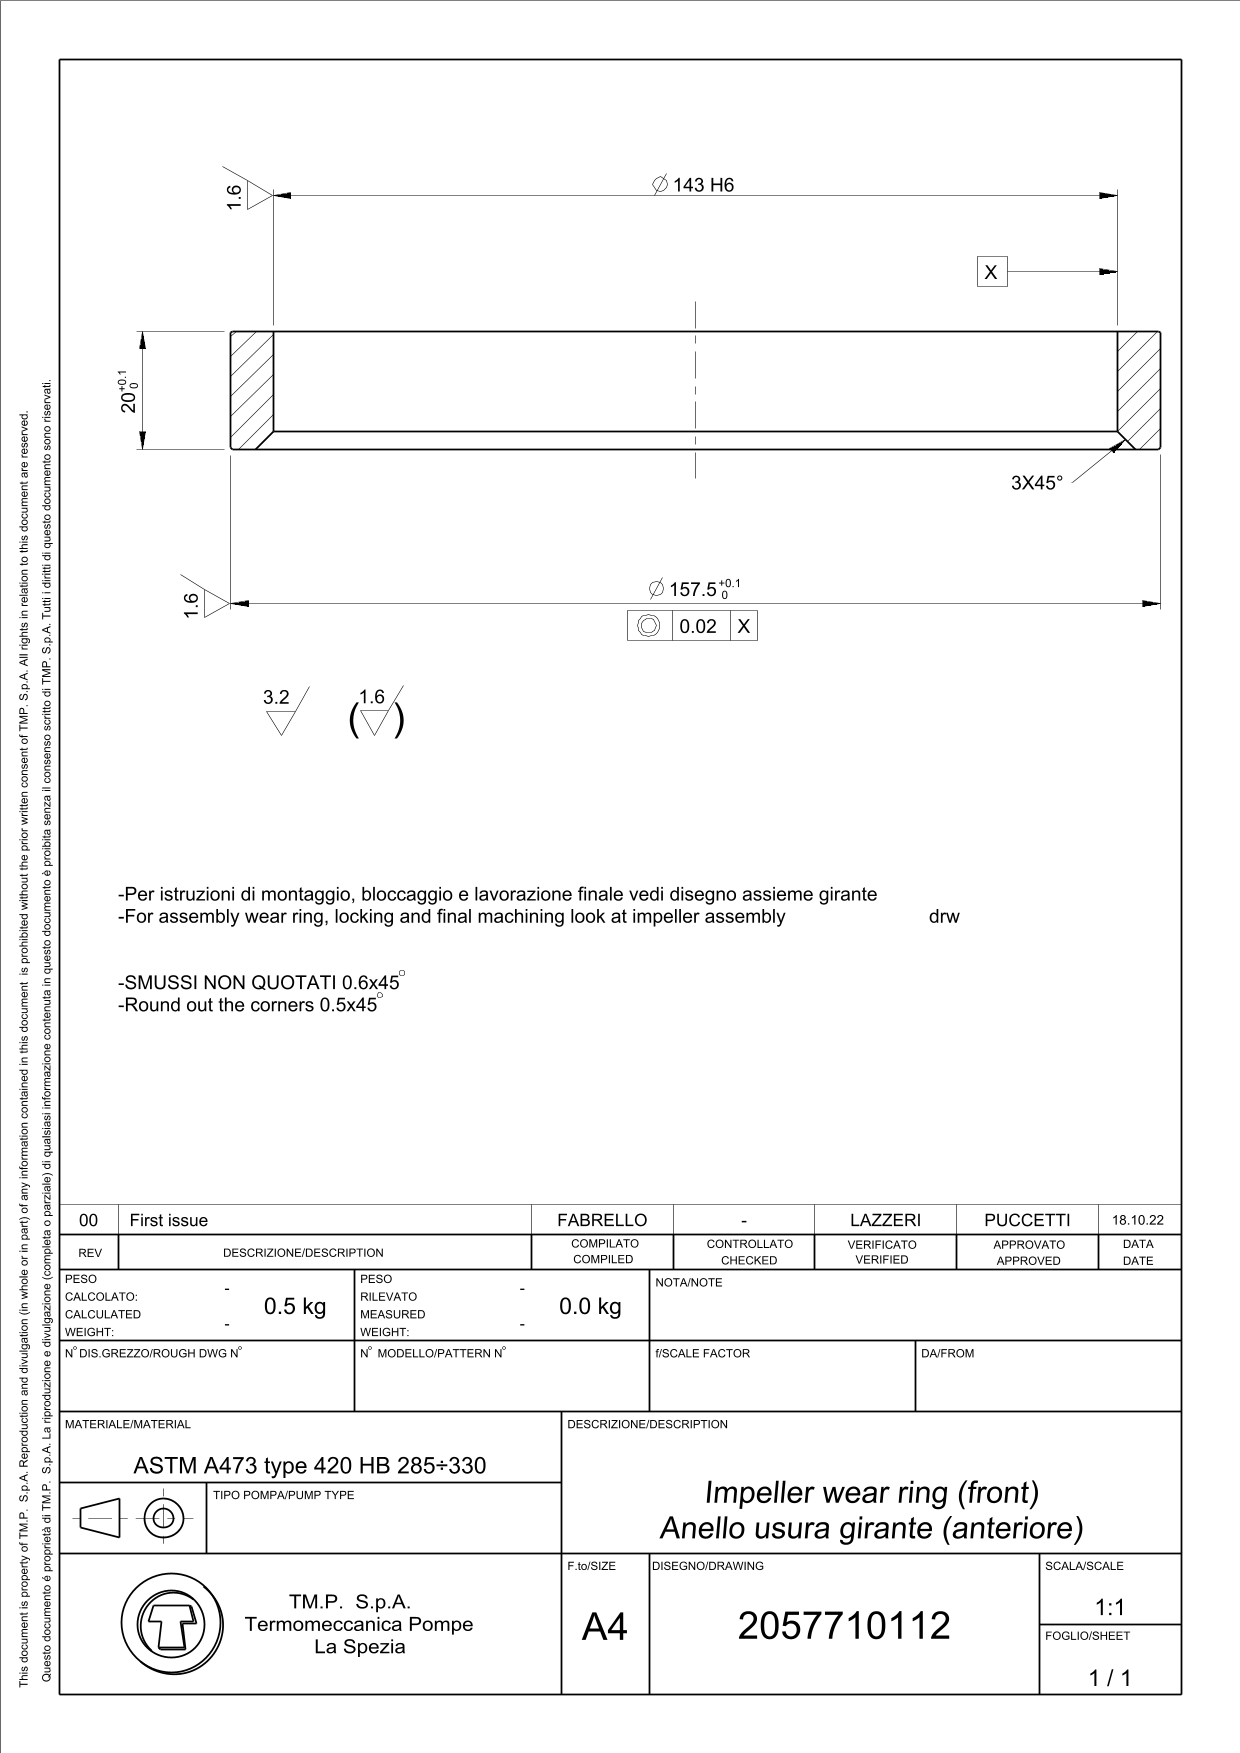 1.6
⌀ 143 H6
X
20 +0.1 0
3X45°
1.6
⌀ 157.5 +0.1 0
0.02 X
3.2 (1.6)
-Per istruzioni di montaggio, bloccaggio e lavorazione finale vedi disegno assieme girante
-For assembly wear ring, locking and final machining look at impeller assembly drw
-SMUSSI NON QUOTATI 0.6x45°
-Round out the corners 0.5x45°
This document is property of TM.P. S.p.A. Reproduction and divulgation (in whole or in part) of any information contained in this document is prohibited without the prior written consent of TMP. S.p.A. All rights in relation to this document are reserved.
Questo documento é proprietà di TM.P. S.p.A. La riproduzione e divulgazione (completa o parziale) di qualsiasi informazione contenuta in questo documento è proibita senza il consenso scritto di TMP. S.p.A. Tutti i diritti di questo documento sono riservati.
00 First issue FABRELLO - LAZZERI PUCCETTI 18.10.22
REV DESCRIZIONE/DESCRIPTION
COMPILATO
COMPILED
CONTROLLATO
CHECKED
VERIFICATO
VERIFIED
APPROVATO
APPROVED
DATA
DATE
PESO
CALCOLATO: -
CALCULATED
WEIGHT: -
0.5 kg
PESO
RILEVATO -
MEASURED
WEIGHT: -
0.0 kg
NOTA/NOTE
N° DIS.GREZZO/ROUGH DWG N°
N° MODELLO/PATTERN N°
f/SCALE FACTOR
DA/FROM
MATERIALE/MATERIAL
ASTM A473 type 420 HB 285÷330
DESCRIZIONE/DESCRIPTION
Impeller wear ring (front)
Anello usura girante (anteriore)
TIPO POMPA/PUMP TYPE
TM.P. S.p.A.
Termomeccanica Pompe
La Spezia
F.to/SIZE
A4
DISEGNO/DRAWING
2057710112
SCALA/SCALE
1:1
FOGLIO/SHEET
1 / 1